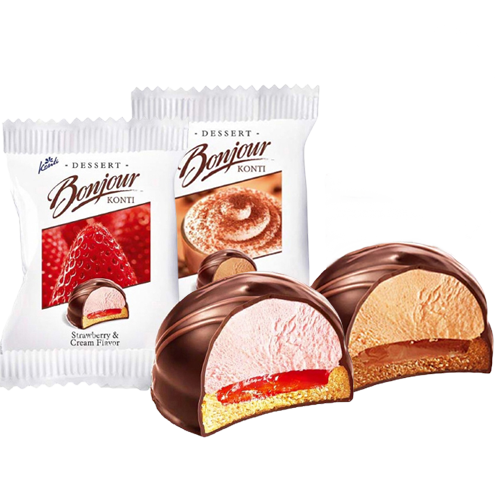 Konti
· DESSERT ·
Bonjour
KONTI
Strawberry &
Cream Flavor
· DESSERT ·
Bonjour
KONTI